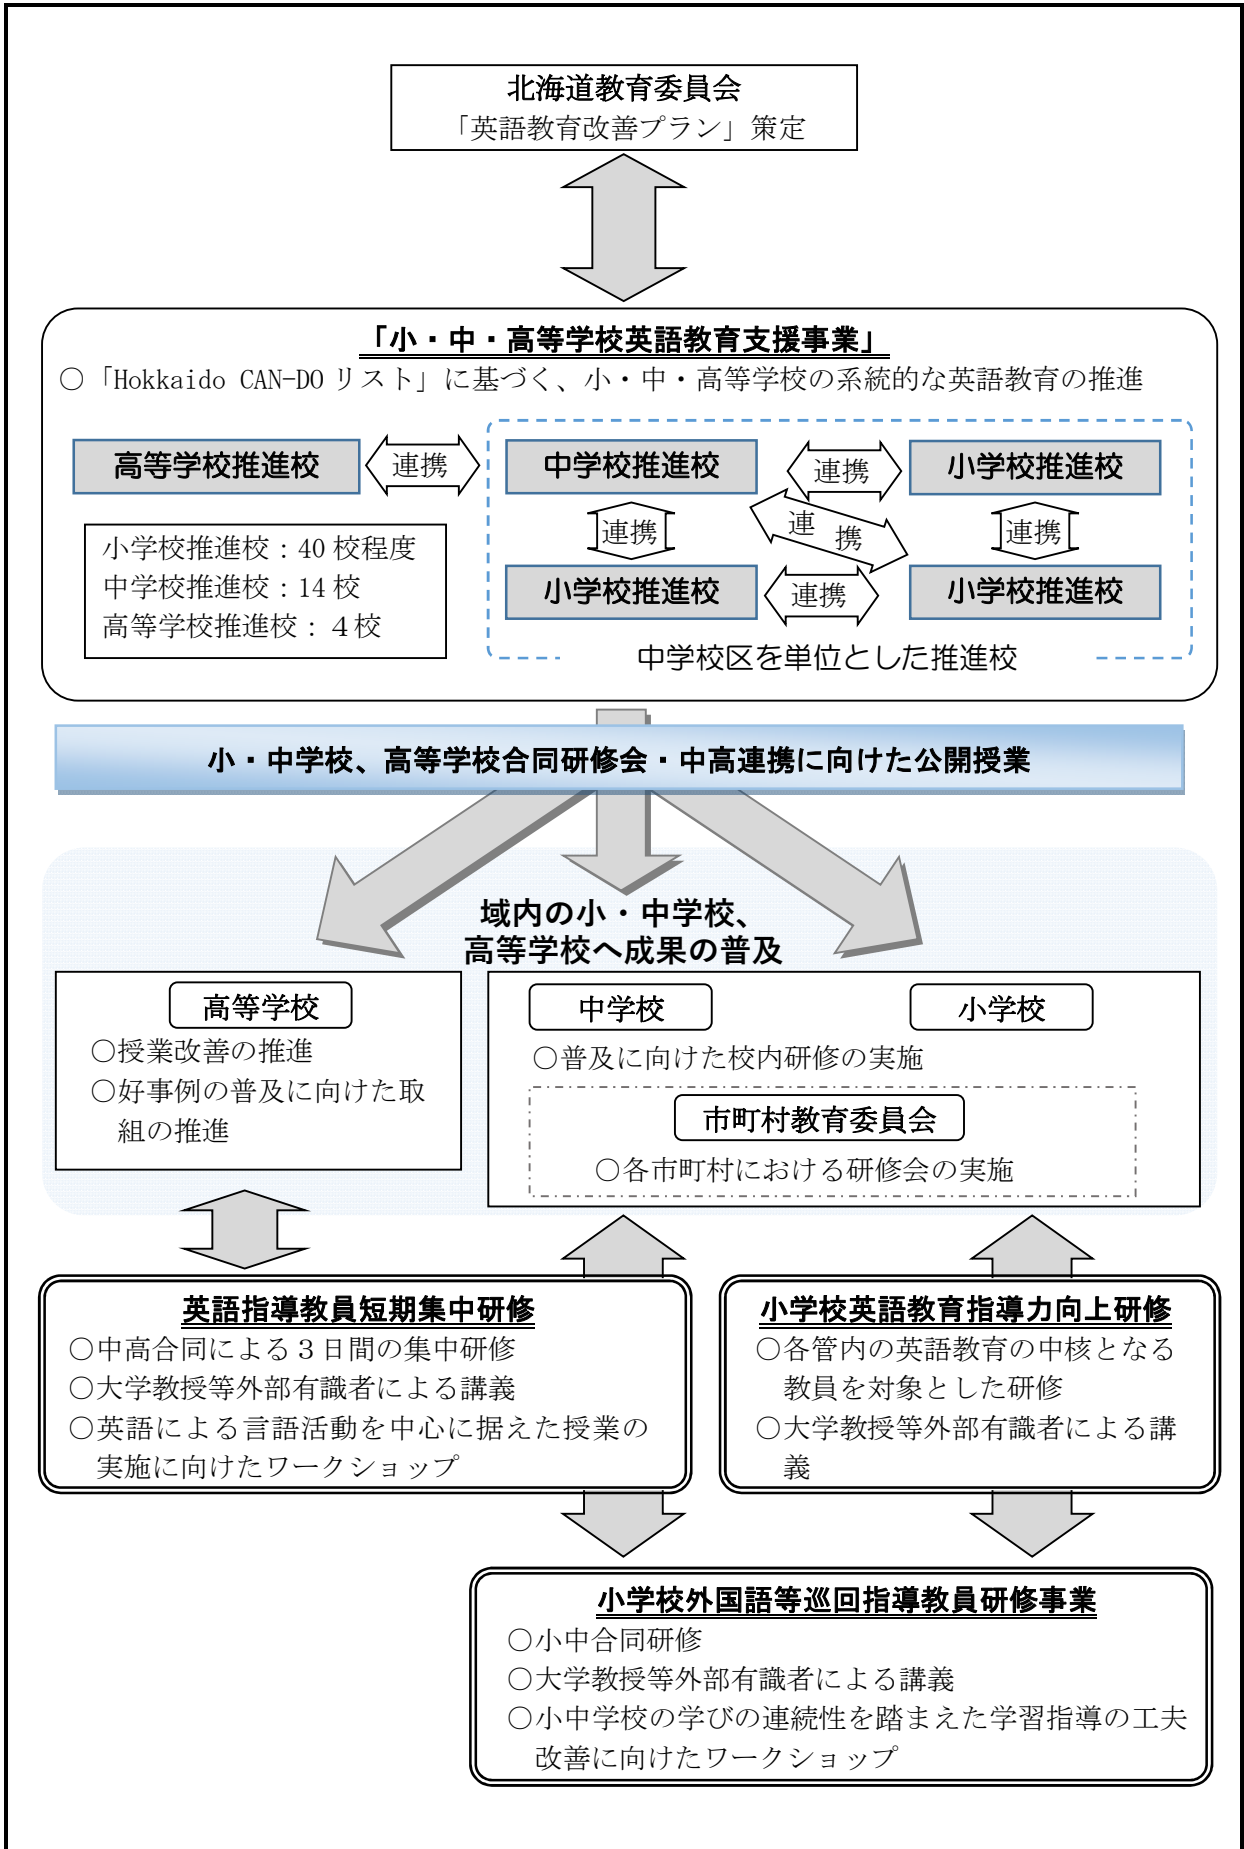 北海道教育委員会
「英語教育改善プラン」策定
「小・中・高等学校英語教育支援事業」
○「Hokkaido CAN-DOリスト」に基づく、小・中・高等学校の系統的な英語教育の推進
高等学校推進校
連携
中学校推進校
連携
小学校推進校
連携
連携
連携
小学校推進校
連携
小学校推進校
中学校区を単位とした推進校
小学校推進校：40校程度
中学校推進校：14校
高等学校推進校：４校
小・中学校、高等学校合同研修会・中高連携に向けた公開授業
域内の小・中学校、
高等学校へ成果の普及
高等学校
○授業改善の推進
○好事例の普及に向けた取
組の推進
中学校
小学校
○普及に向けた校内研修の実施
市町村教育委員会
○各市町村における研修会の実施
英語指導教員短期集中研修
○中高合同による３日間の集中研修
○大学教授等外部有識者による講義
○英語による言語活動を中心に据えた授業の
実施に向けたワークショップ
小学校英語教育指導力向上研修
○各管内の英語教育の中核となる
教員を対象とした研修
○大学教授等外部有識者による講
義
小学校外国語等巡回指導教員研修事業
○小中合同研修
○大学教授等外部有識者による講義
○小中学校の学びの連続性を踏まえた学習指導の工夫
改善に向けたワークショップ